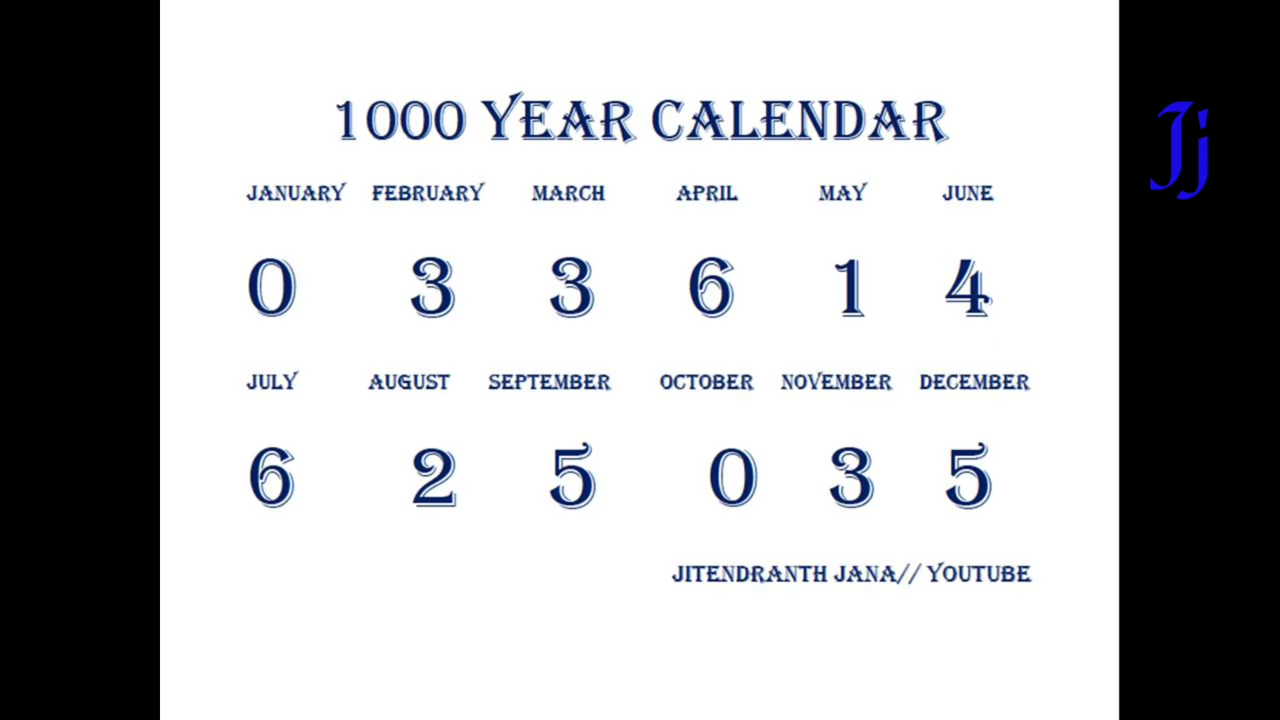 1000 YEAR CALENDAR
Jj
JANUARY FEBRUARY MARCH APRIL MAY JUNE
0 3 3 6 1 4
JULY AUGUST SEPTEMBER OCTOBER NOVEMBER DECEMBER
6 2 5 0 3 5
JITENDRANTH JANA// YOUTUBE